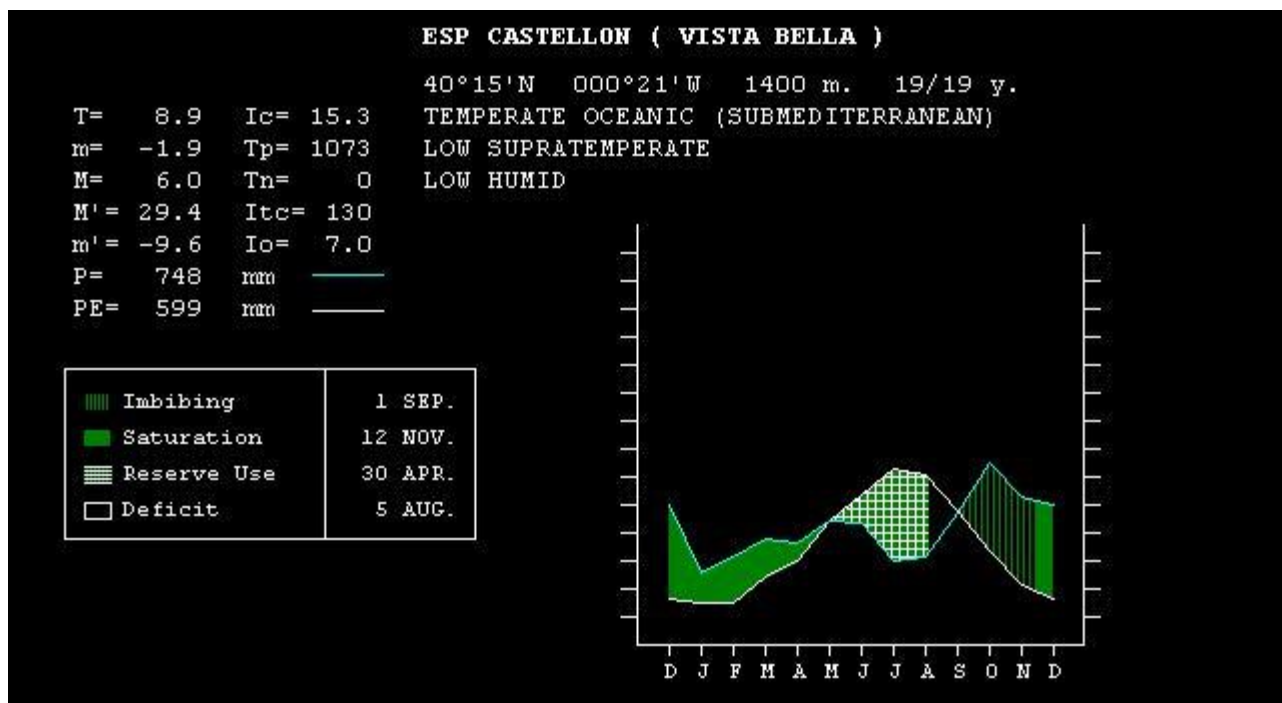 ESP CASTELLON ( VISTA BELLA )
40°15'N 000°21'W 1400 m. 19/19 y.
T= 8.9 Ic= 15.3 TEMPERATE OCEANIC (SUBMEDITERRANEAN)
m= -1.9 Tp= 1073 LOW SUPRATEMPERATE
M= 6.0 Tn= 0 LOW HUMID
M'= 29.4 Itc= 130
m'= -9.6 Io= 7.0
P= 748 mm
PE= 599 mm
Imbibing 1 SEP.
Saturation 12 NOV.
Reserve Use 30 APR.
Deficit 5 AUG.
D J F M A M J J A S O N D